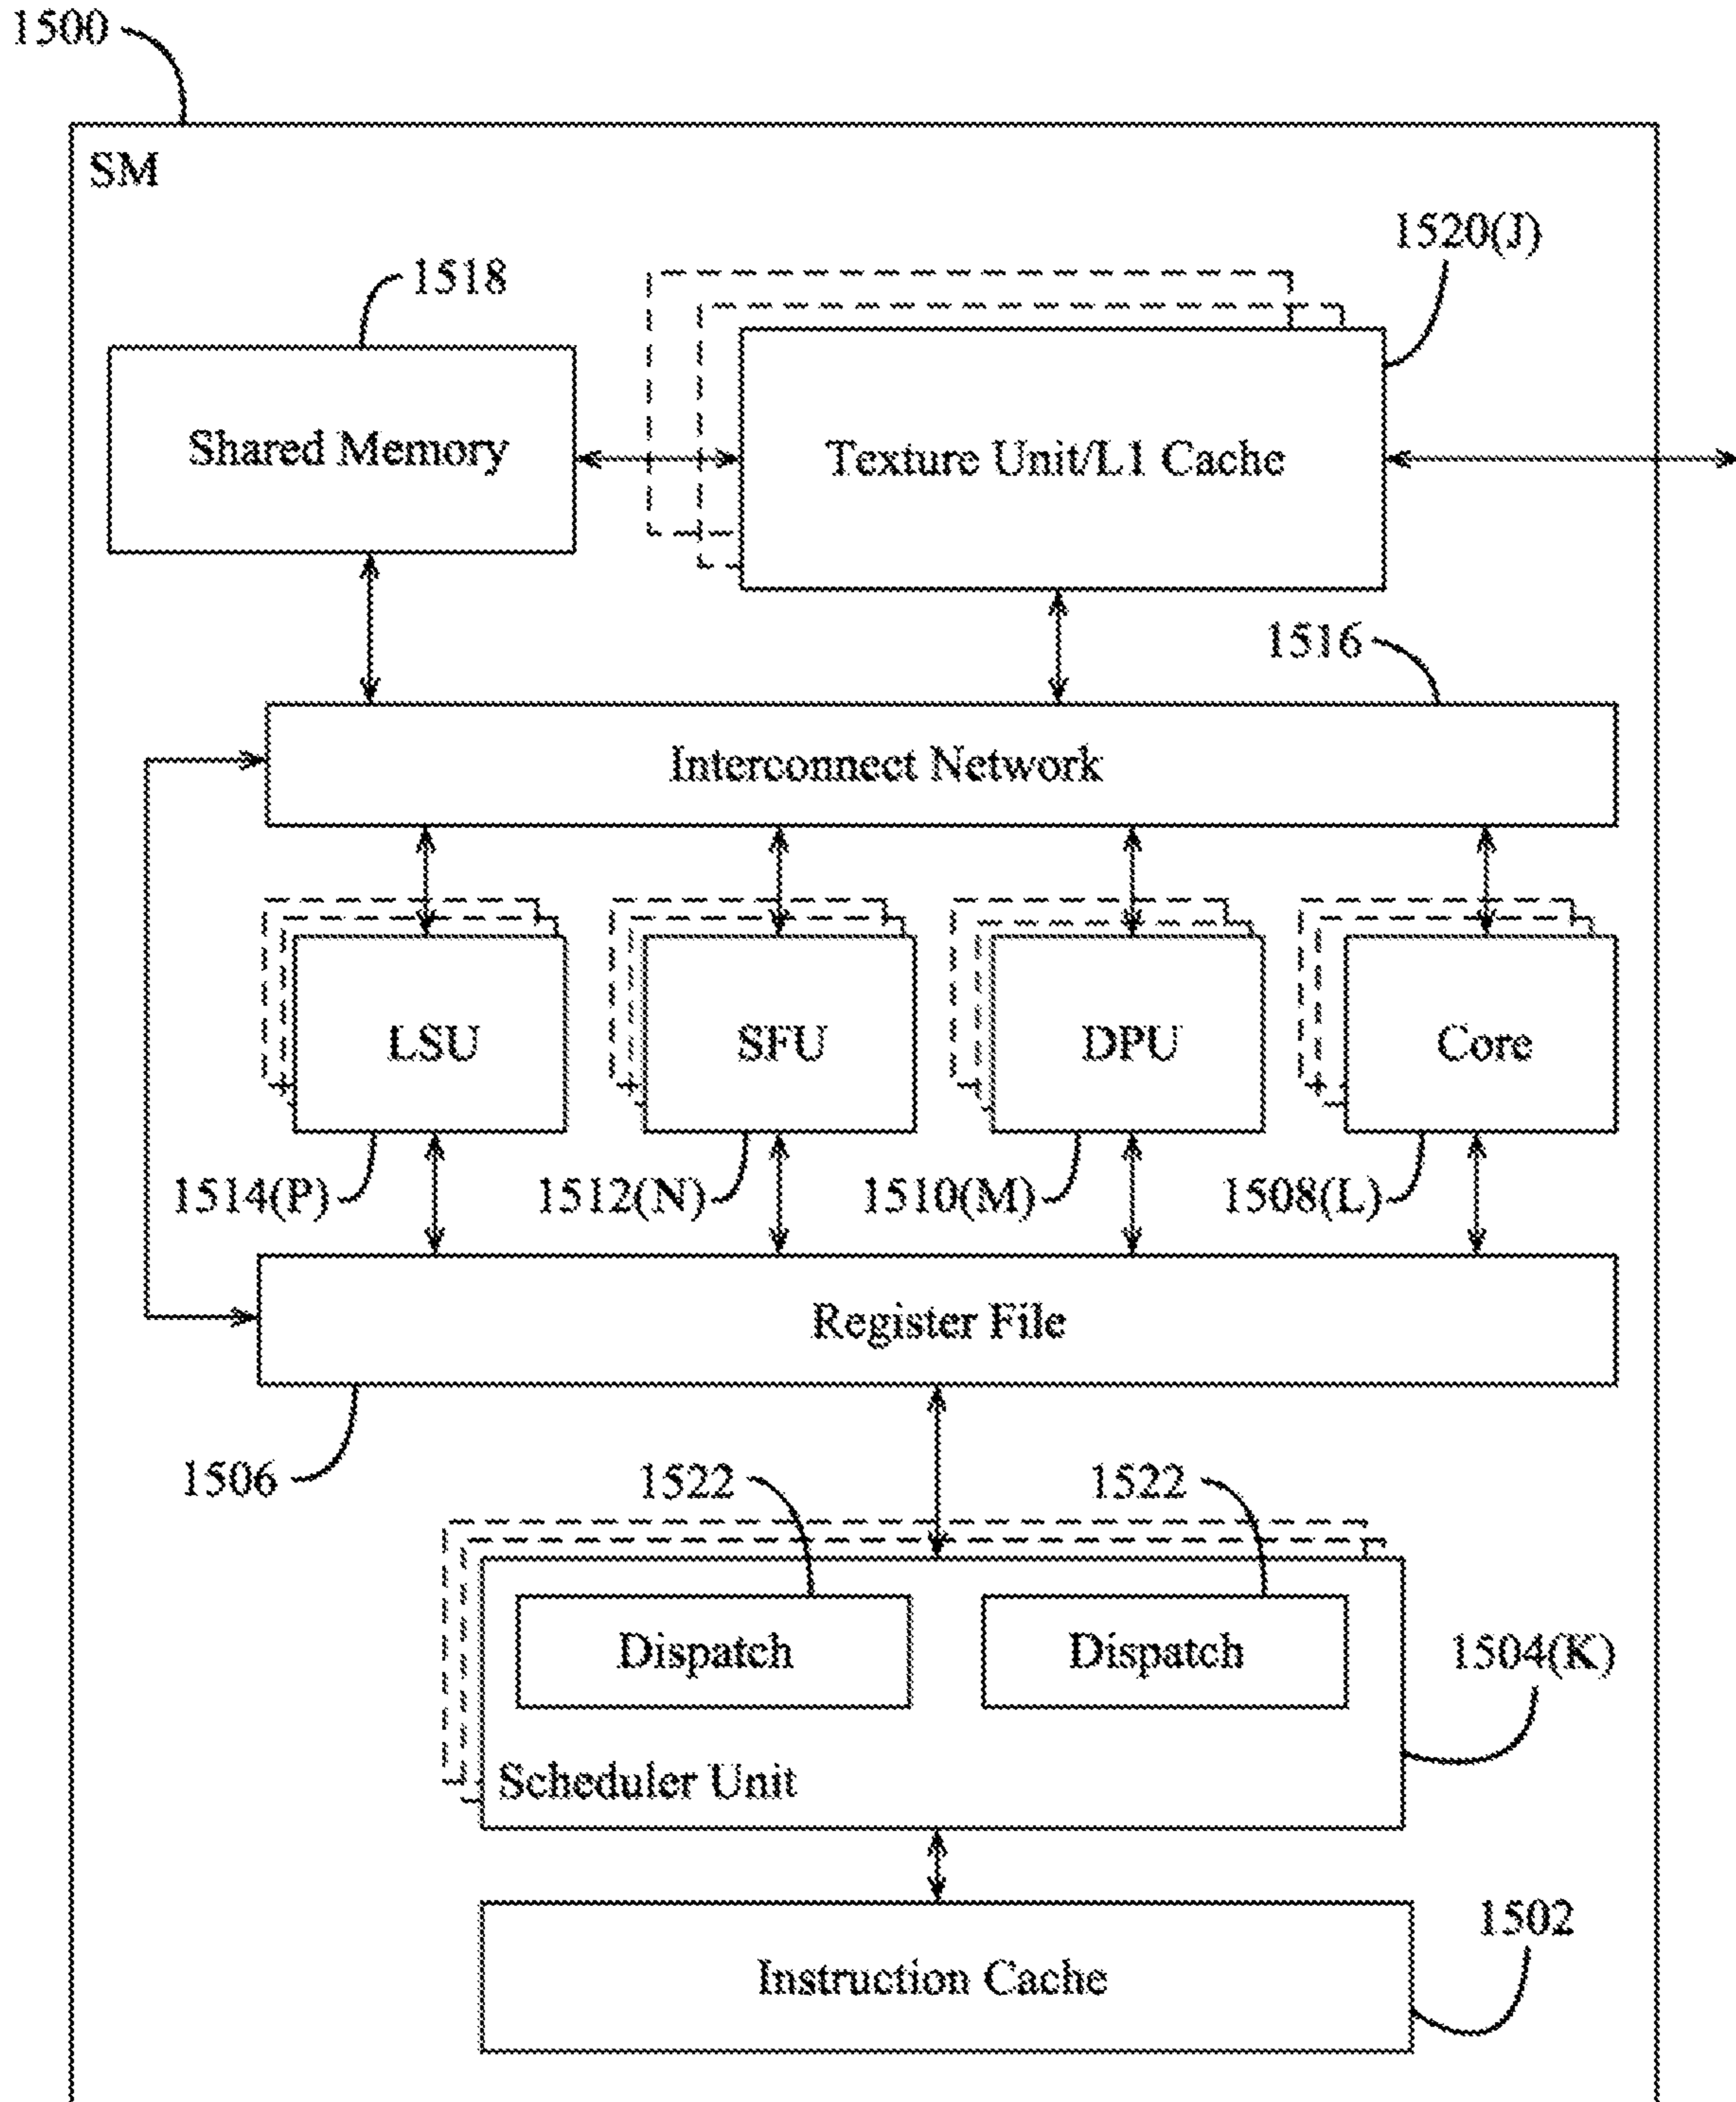 1500
SM
1520(J)
1518
Shared Memory
Texture Unit/L1 Cache
1516
Interconnect Network
LSU
SFU
DPU
Core
1514(P)
1512(N)
1510(M)
1508(L)
Register File
1506
1522
1522
Dispatch
Dispatch
1504(K)
Scheduler Unit
1502
Instruction Cache